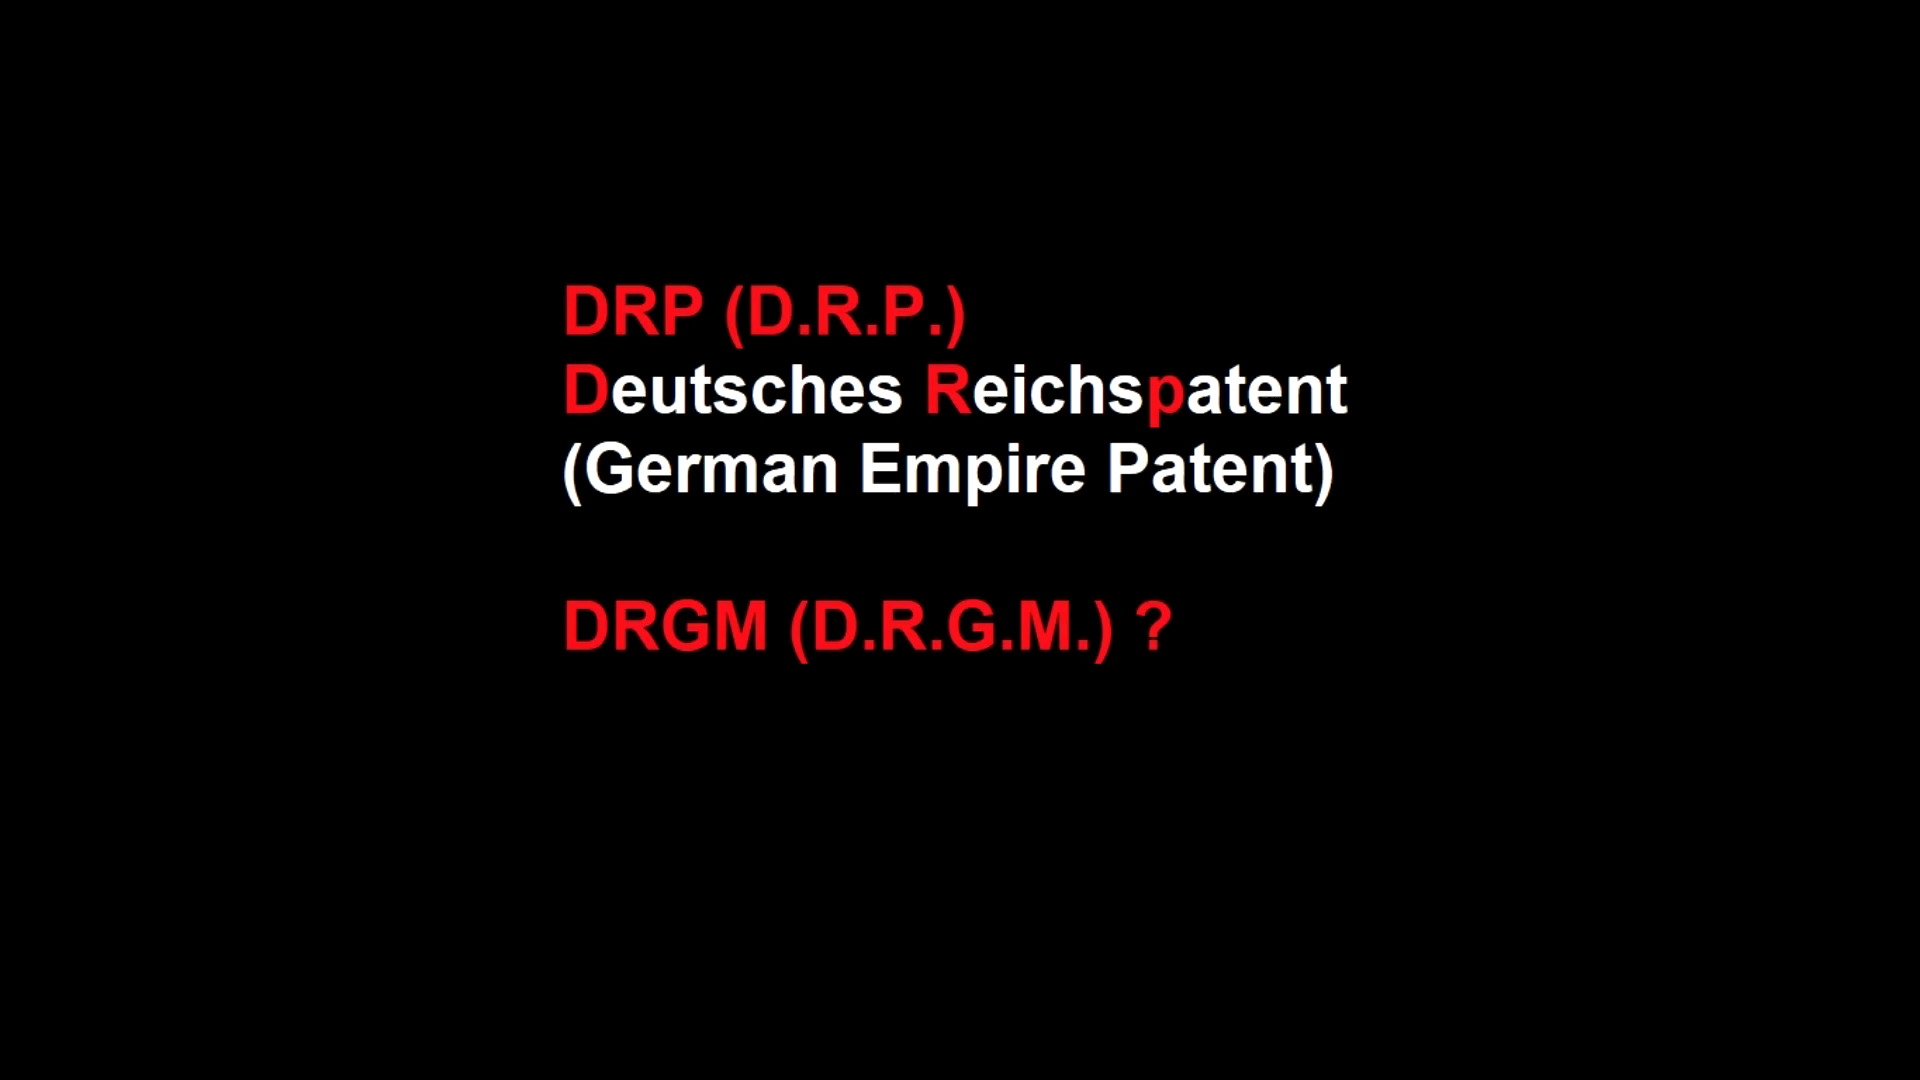 DRP (D.R.P.)
Deutsches Reichspatent
(German Empire Patent)
DRGM (D.R.G.M.) ?